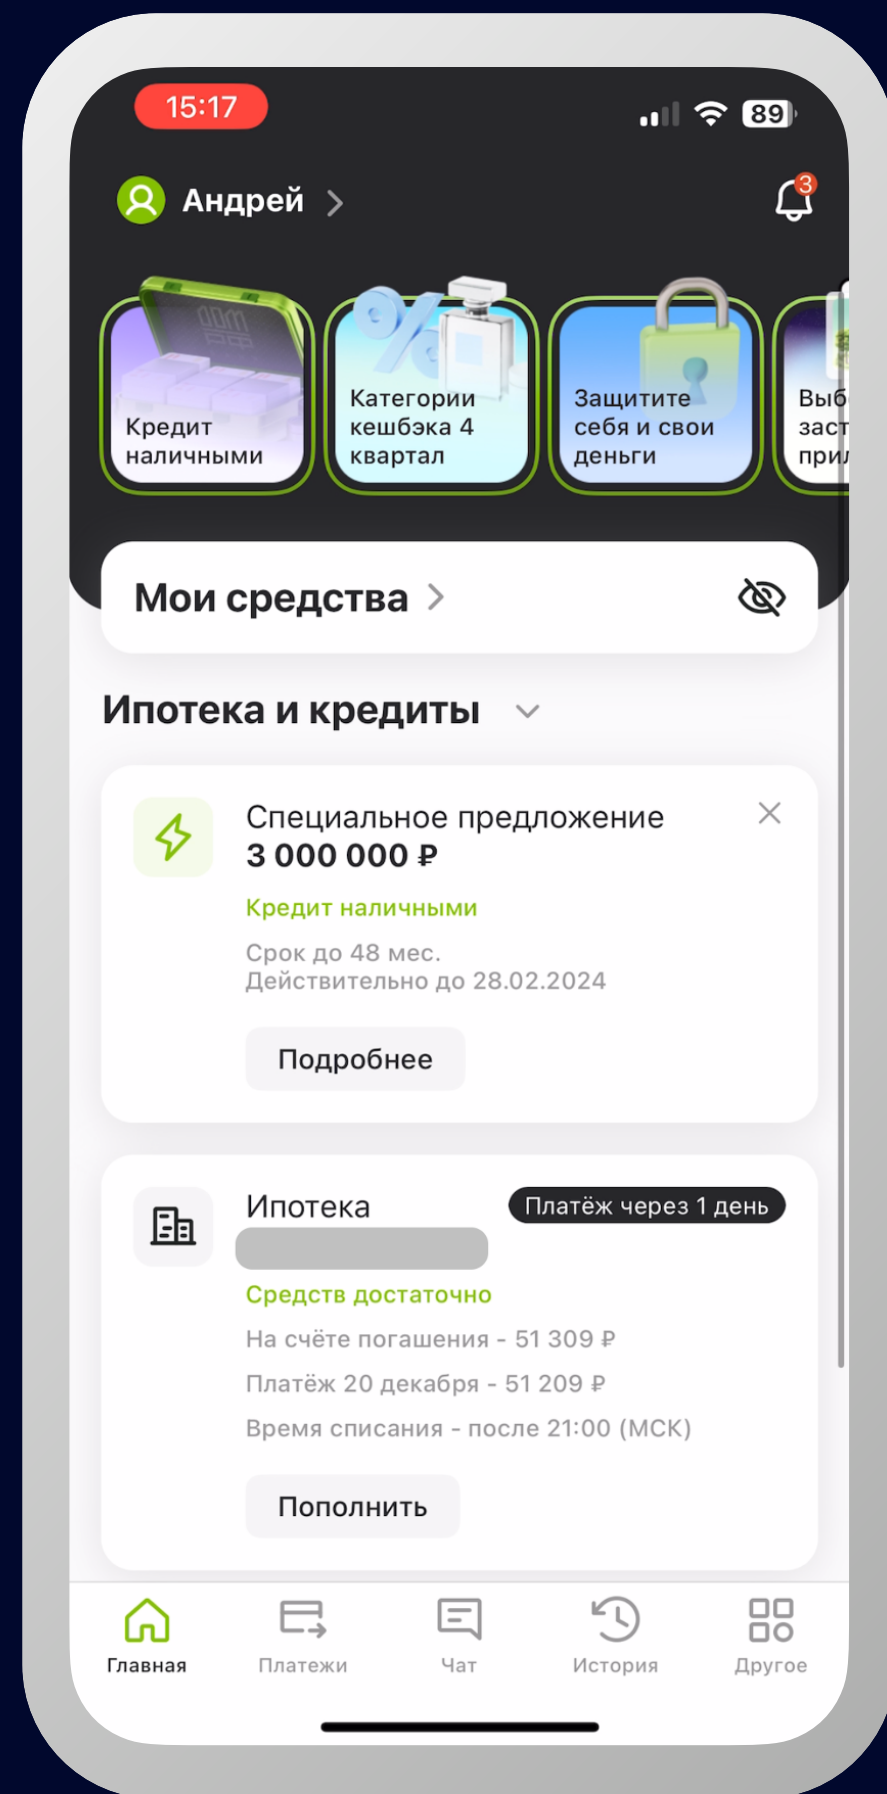 15:17
89
Андрей
3
Кредит
наличными
Категории
кешбэка 4
квартал
Защитите
себя и свои
деньги
Мои средства
Ипотека и кредиты
Специальное предложение
3 000 000 ₽
Кредит наличными
Срок до 48 мес.
Действительно до 28.02.2024
Подробнее
Ипотека
Платёж через 1 день
Средств достаточно
На счёте погашения - 51 309 ₽
Платёж 20 декабря - 51 209 ₽
Время списания - после 21:00 (МСК)
Пополнить
Главная
Платежи
Чат
История
Другое